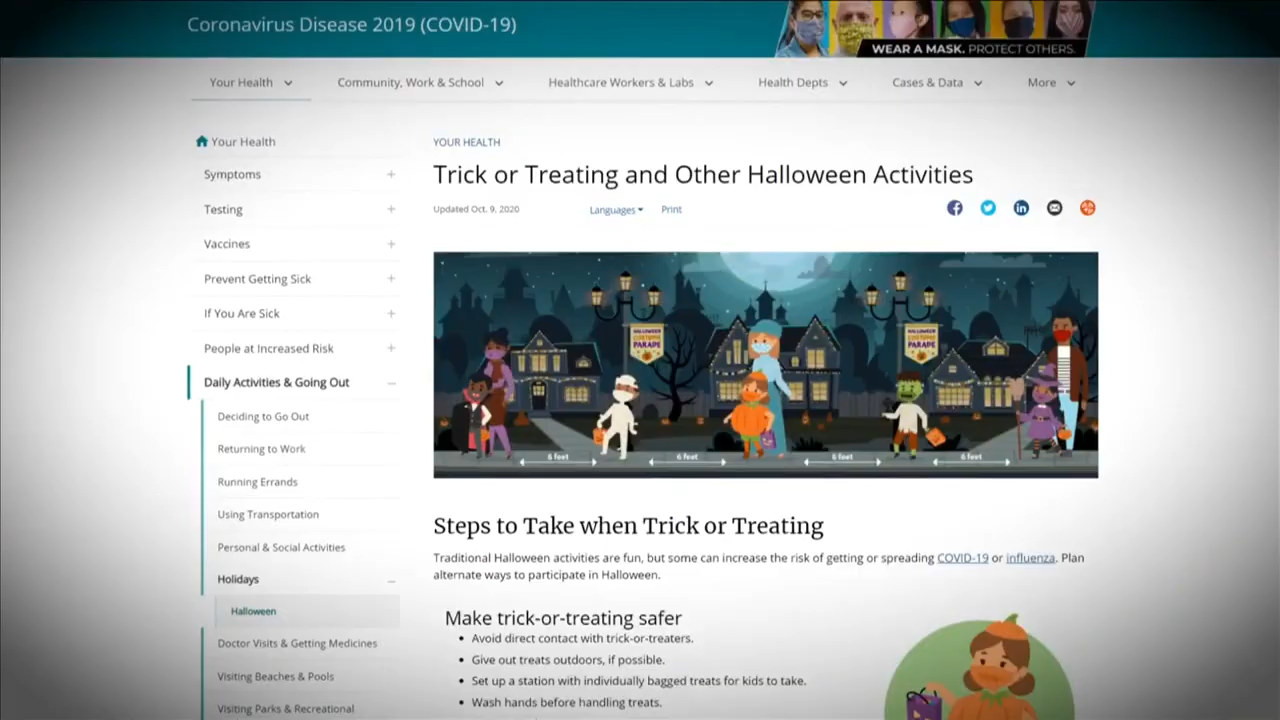 Coronavirus Disease 2019 (COVID-19)
WEAR A MASK. PROTECT OTHERS.
Your Health
Community, Work & School
Healthcare Workers & Labs
Health Depts
Cases & Data
More
Your Health
Symptoms
Testing
Vaccines
Prevent Getting Sick
If You Are Sick
People at Increased Risk
Daily Activities & Going Out
Deciding to Go Out
Returning to Work
Running Errands
Using Transportation
Personal & Social Activities
Holidays
Halloween
Doctor Visits & Getting Medicines
Visiting Beaches & Pools
Visiting Parks & Recreational
YOUR HEALTH
Trick or Treating and Other Halloween Activities
Updated Oct. 9, 2020
Languages
Print
HALLOWEEN
COSTUME
PARADE
HALLOWEEN
COSTUME
PARADE
6 feet
6 feet
6 feet
6 feet
Steps to Take when Trick or Treating
Traditional Halloween activities are fun, but some can increase the risk of getting or spreading COVID-19 or influenza. Plan
alternate ways to participate in Halloween.
Make trick-or-treating safer
• Avoid direct contact with trick-or-treaters.
• Give out treats outdoors, if possible.
• Set up a station with individually bagged treats for kids to take.
• Wash hands before handling treats.